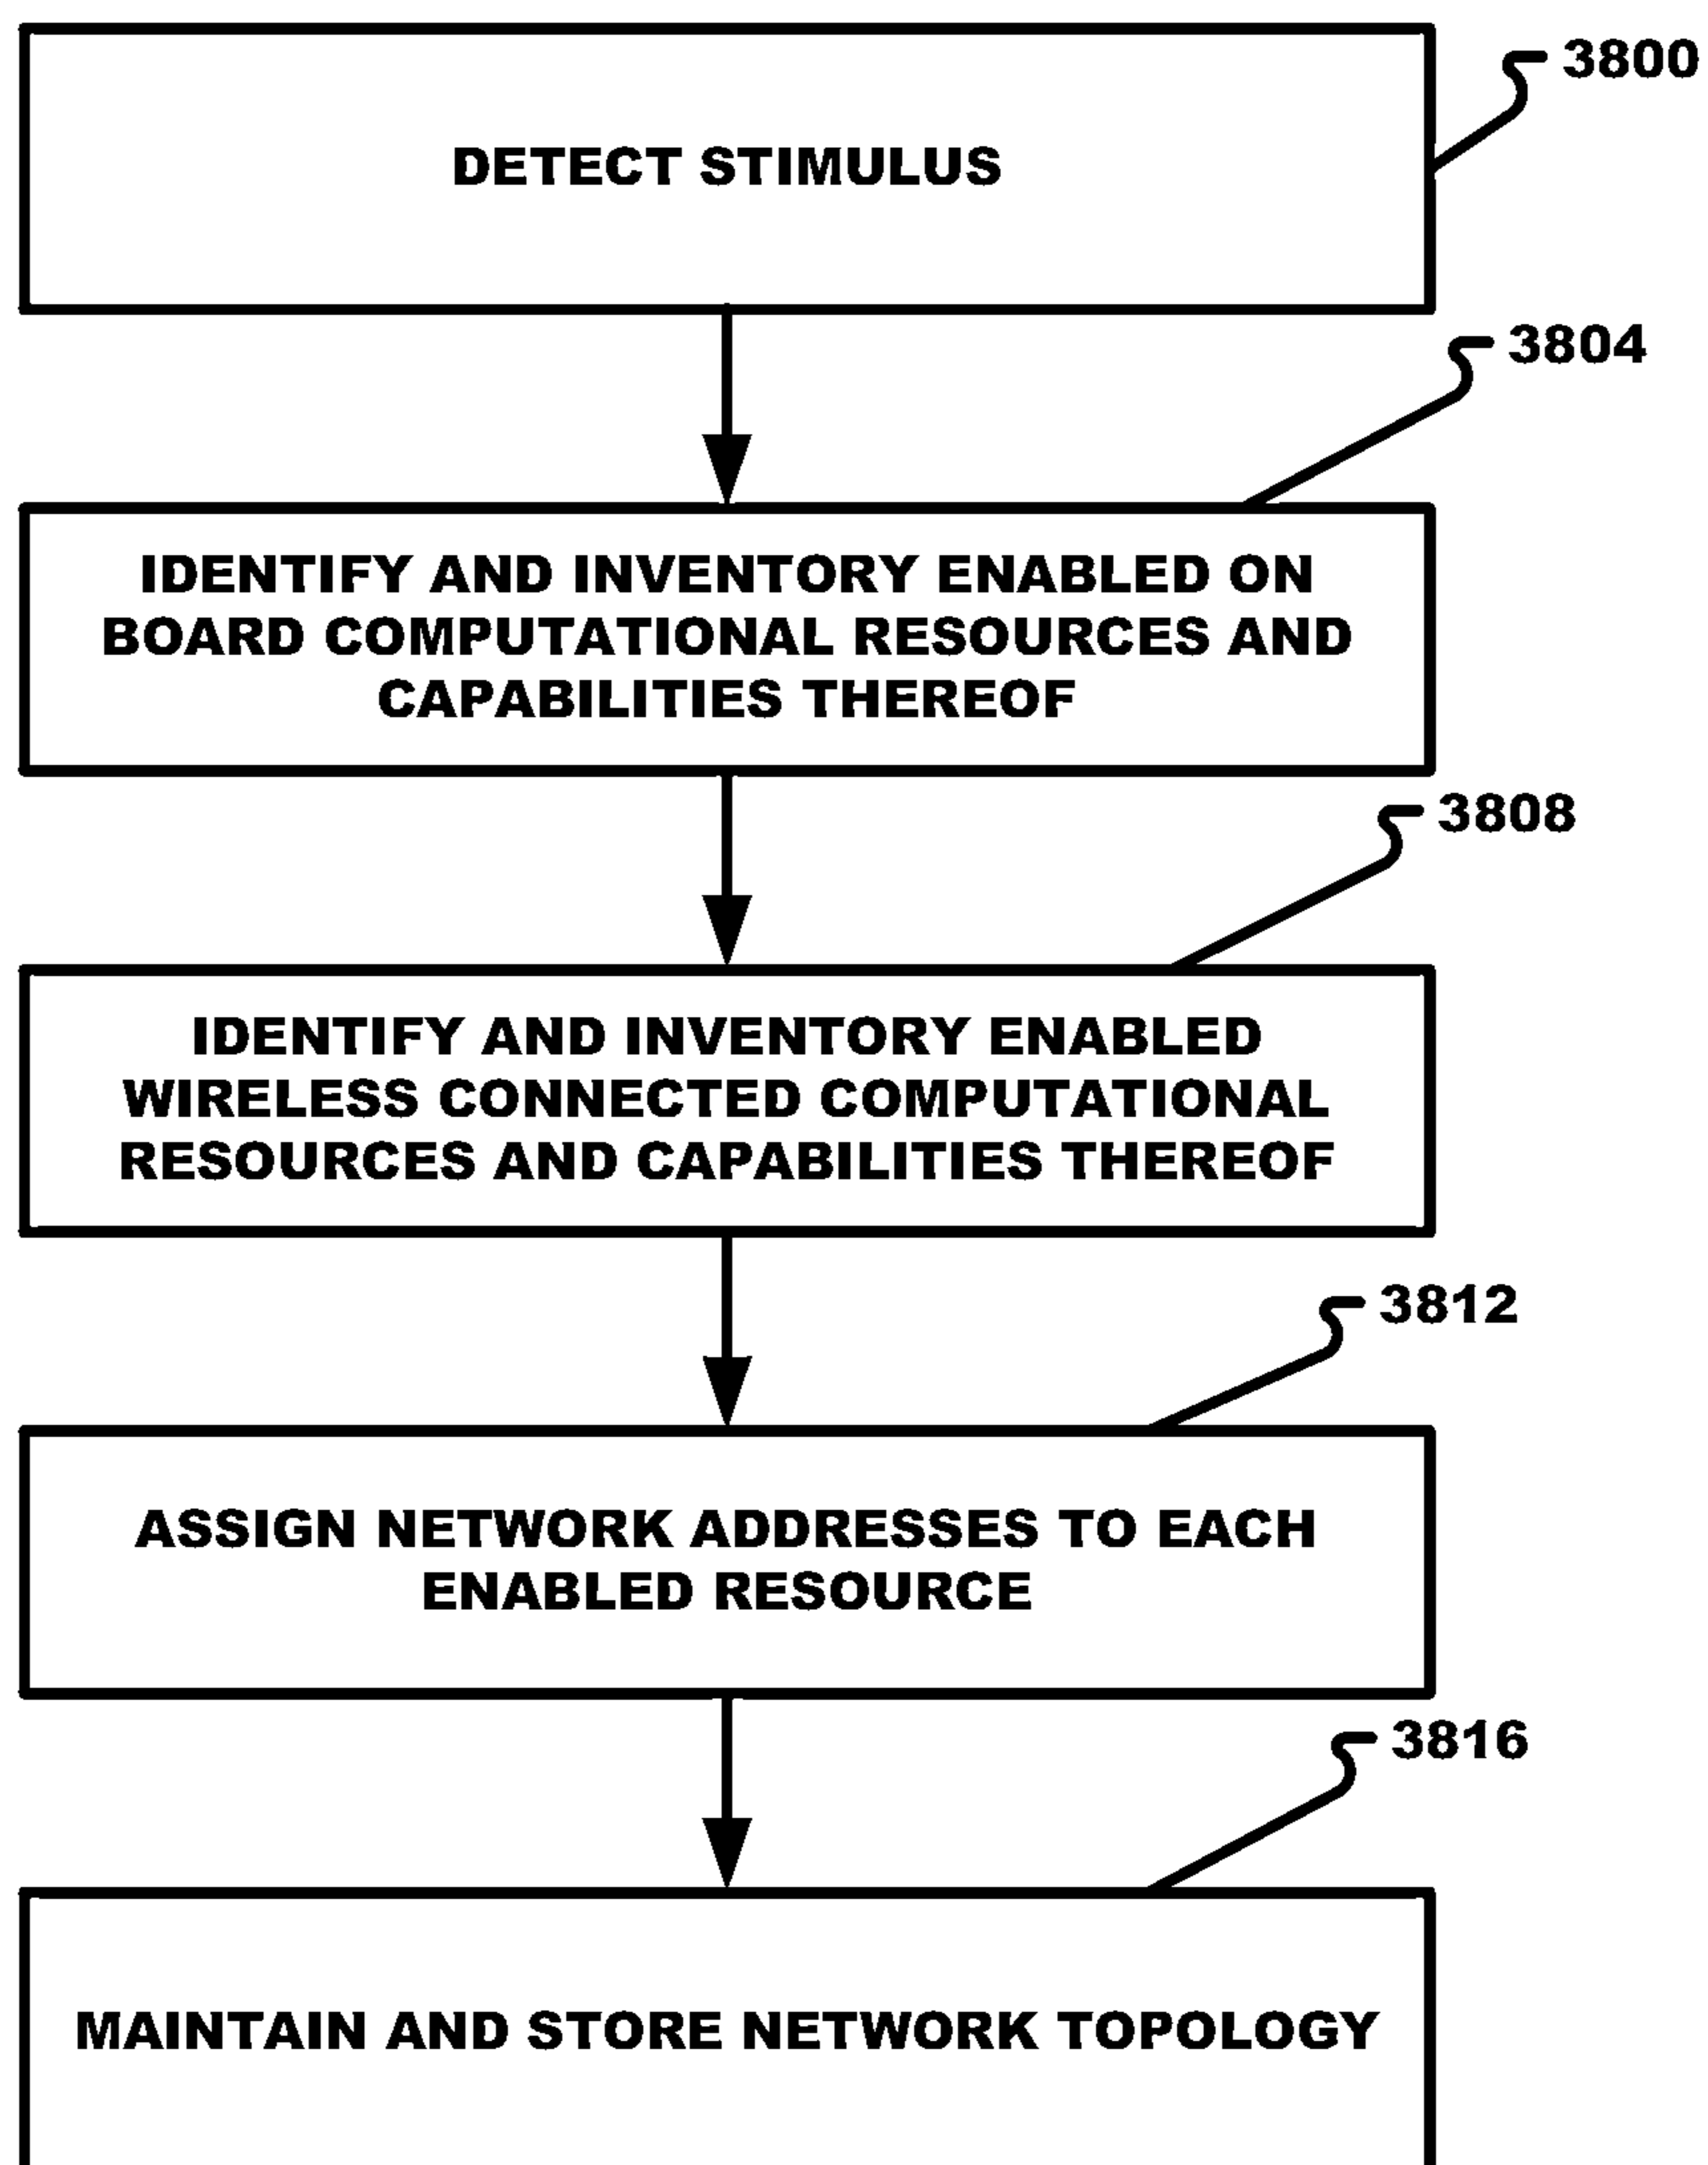 3800
DETECT STIMULUS
3804
IDENTIFY AND INVENTORY ENABLED ON
BOARD COMPUTATIONAL RESOURCES AND
CAPABILITIES THEREOF
3808
IDENTIFY AND INVENTORY ENABLED
WIRELESS CONNECTED COMPUTATIONAL
RESOURCES AND CAPABILITIES THEREOF
3812
ASSIGN NETWORK ADDRESSES TO EACH
ENABLED RESOURCE
3816
MAINTAIN AND STORE NETWORK TOPOLOGY